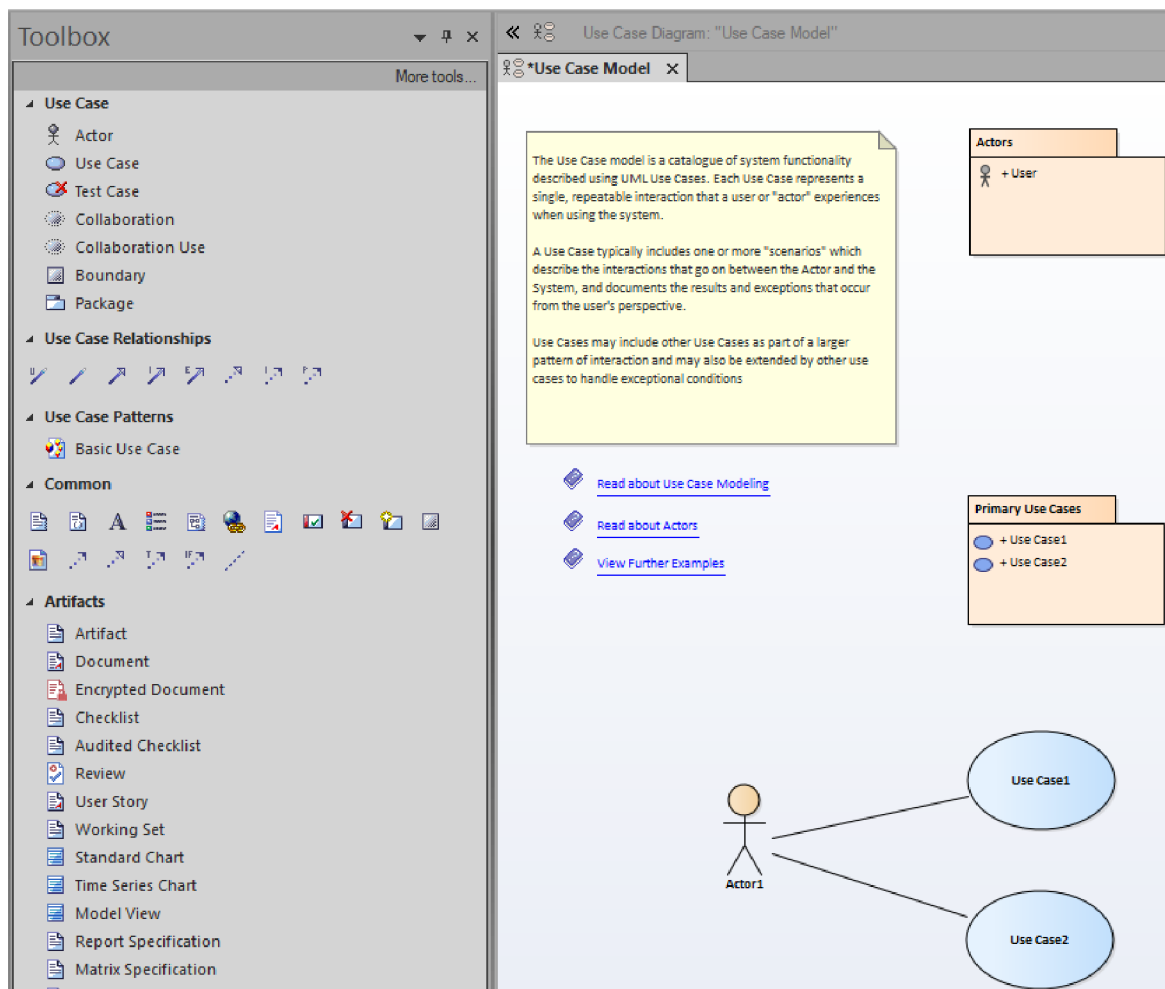 Toolbox
More tools...
Use Case
Actor
Use Case
Test Case
Collaboration
Collaboration Use
Boundary
Package
Use Case Relationships
Use Case Patterns
Basic Use Case
Common
Artifacts
Artifact
Document
Encrypted Document
Checklist
Audited Checklist
Review
User Story
Working Set
Standard Chart
Time Series Chart
Model View
Report Specification
Matrix Specification
Use Case Diagram: "Use Case Model"
*Use Case Model
The Use Case model is a catalogue of system functionality
described using UML Use Cases. Each Use Case represents a
single, repeatable interaction that a user or "actor" experiences
when using the system.
A Use Case typically includes one or more "scenarios" which
describe the interactions that go on between the Actor and the
System, and documents the results and exceptions that occur
from the user's perspective.
Use Cases may include other Use Cases as part of a larger
pattern of interaction and may also be extended by other use
cases to handle exceptional conditions
Actors
+ User
Read about Use Case Modeling
Read about Actors
View Further Examples
Primary Use Cases
+ Use Case1
+ Use Case2
Use Case1
Actor1
Use Case2